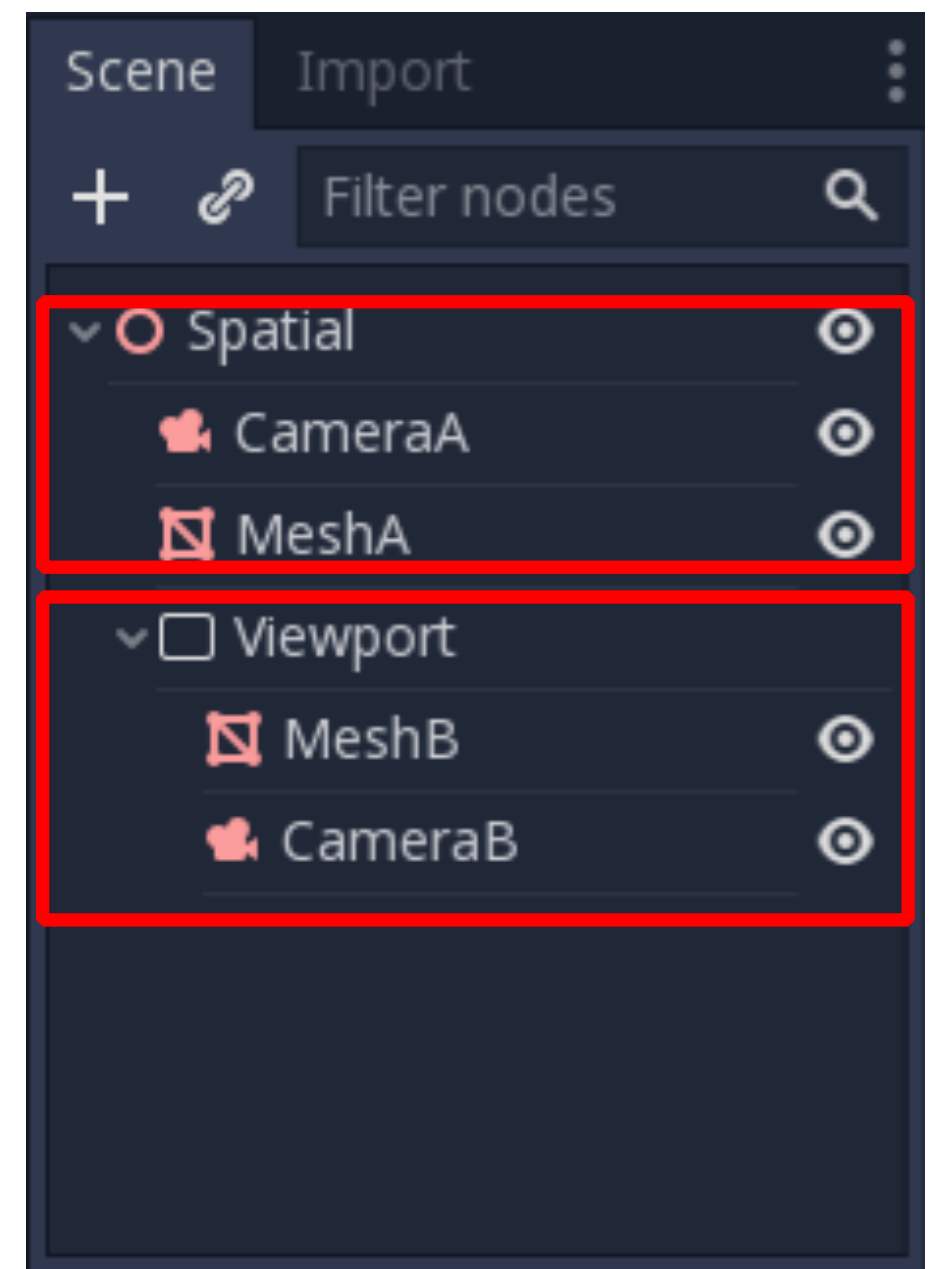 Scene Import
Filter nodes
Spatial
CameraA
MeshA
Viewport
MeshB
CameraB